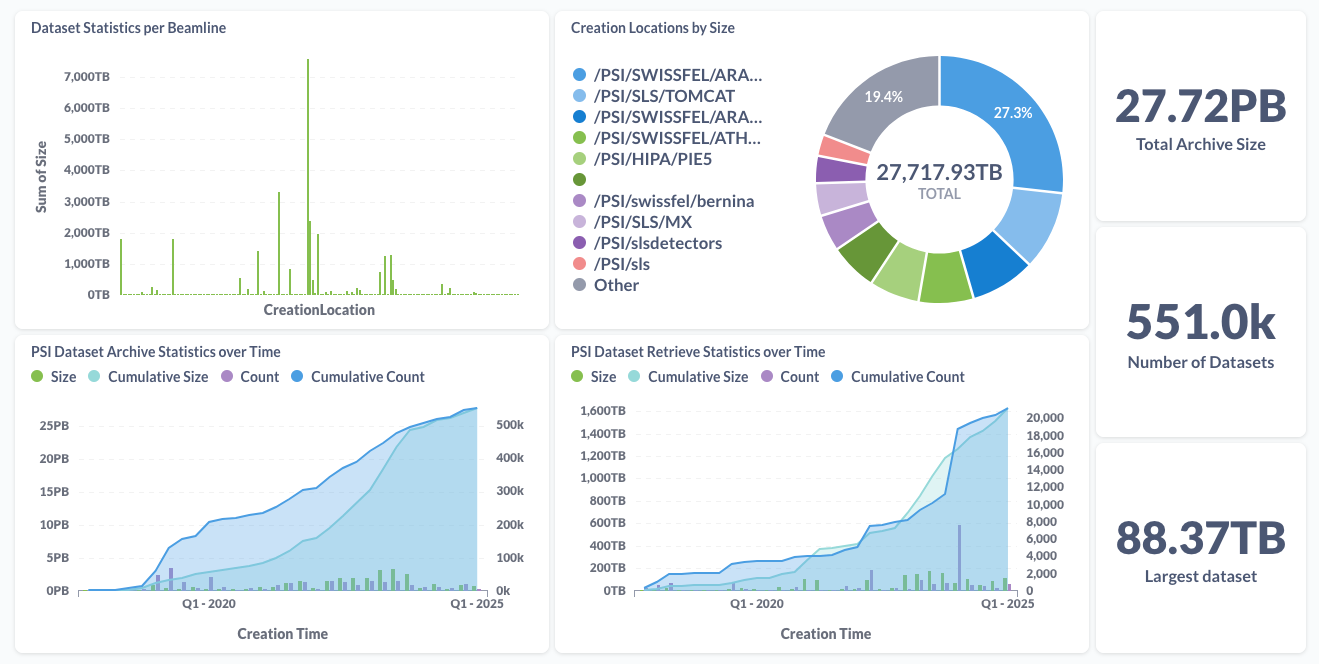 Dataset Statistics per Beamline
7,000TB
6,000TB
5,000TB
4,000TB
3,000TB
2,000TB
1,000TB
0TB
Sum of Size
CreationLocation
Creation Locations by Size
/PSI/SWISSFEL/ARA...
/PSI/SLS/TOMCAT
/PSI/SWISSFEL/ARA...
/PSI/SWISSFEL/ATH...
/PSI/HIPA/PIE5
/PSI/swissfel/bernina
/PSI/SLS/MX
/PSI/slsdetectors
/PSI/sls
Other
19.4%
27.3%
27,717.93TB
TOTAL
27.72PB
Total Archive Size
551.0k
Number of Datasets
88.37TB
Largest dataset
PSI Dataset Archive Statistics over Time
Size Cumulative Size Count Cumulative Count
25PB
20PB
15PB
10PB
5PB
0PB
500k
400k
300k
200k
100k
0k
Q1 - 2020
Q1 - 2025
Creation Time
PSI Dataset Retrieve Statistics over Time
Size Cumulative Size Count Cumulative Count
1,600TB
1,400TB
1,200TB
1,000TB
800TB
600TB
400TB
200TB
0TB
20,000
18,000
16,000
14,000
12,000
10,000
8,000
6,000
4,000
2,000
0
Q1 - 2020
Q1 - 2025
Creation Time